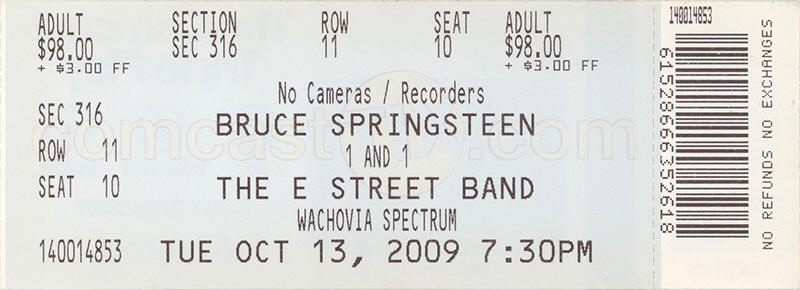 ADULT SECTION ROW SEAT ADULT
$98.00 SEC 316 11 10 $98.00
+ $3.00 FF + $3.00 FF
No Cameras / Recorders
SEC 316 BRUCE SPRINGSTEEN
ROW 11 1 AND 1
SEAT 10 THE E STREET BAND
WACHOVIA SPECTRUM
140014853 TUE OCT 13, 2009 7:30PM
comcasttix.com
140014853
61528666352618
NO REFUNDS NO EXCHANGES